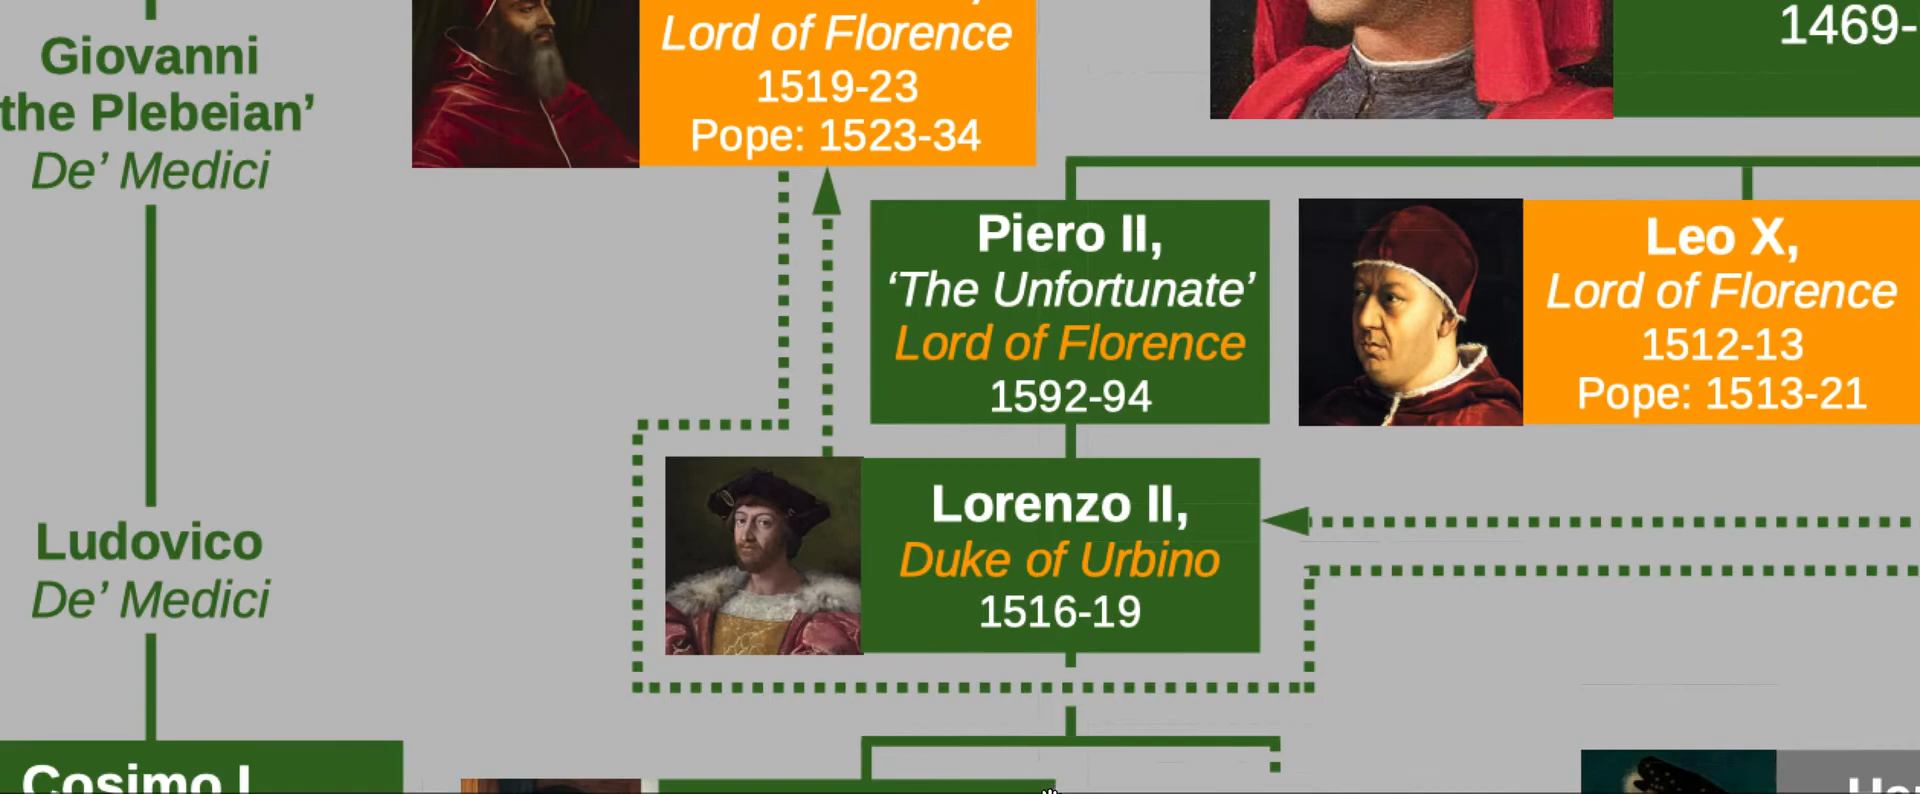 Giovanni
the Plebeian’
De’ Medici
Lord of Florence
1519-23
Pope: 1523-34
1469-
Piero II,
‘The Unfortunate’
Lord of Florence
1592-94
Leo X,
Lord of Florence
1512-13
Pope: 1513-21
Lorenzo II,
Duke of Urbino
1516-19
Ludovico
De’ Medici
Cosimo I